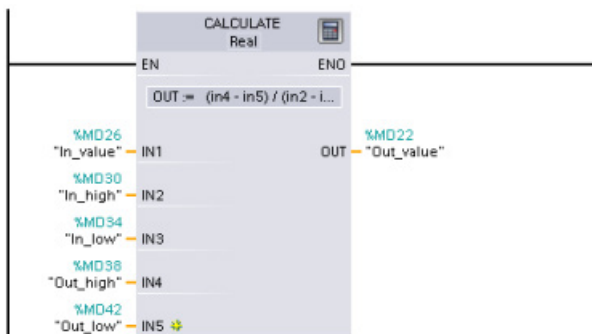 CALCULATE
Real
EN ENO
OUT := (in4 - in5) / (in2 - i...
%MD26 %MD22
"In_value" IN1 OUT "Out_value"
%MD30
"In_high" IN2
%MD34
"In_low" IN3
%MD38
"Out_high" IN4
%MD42
"Out_low" IN5